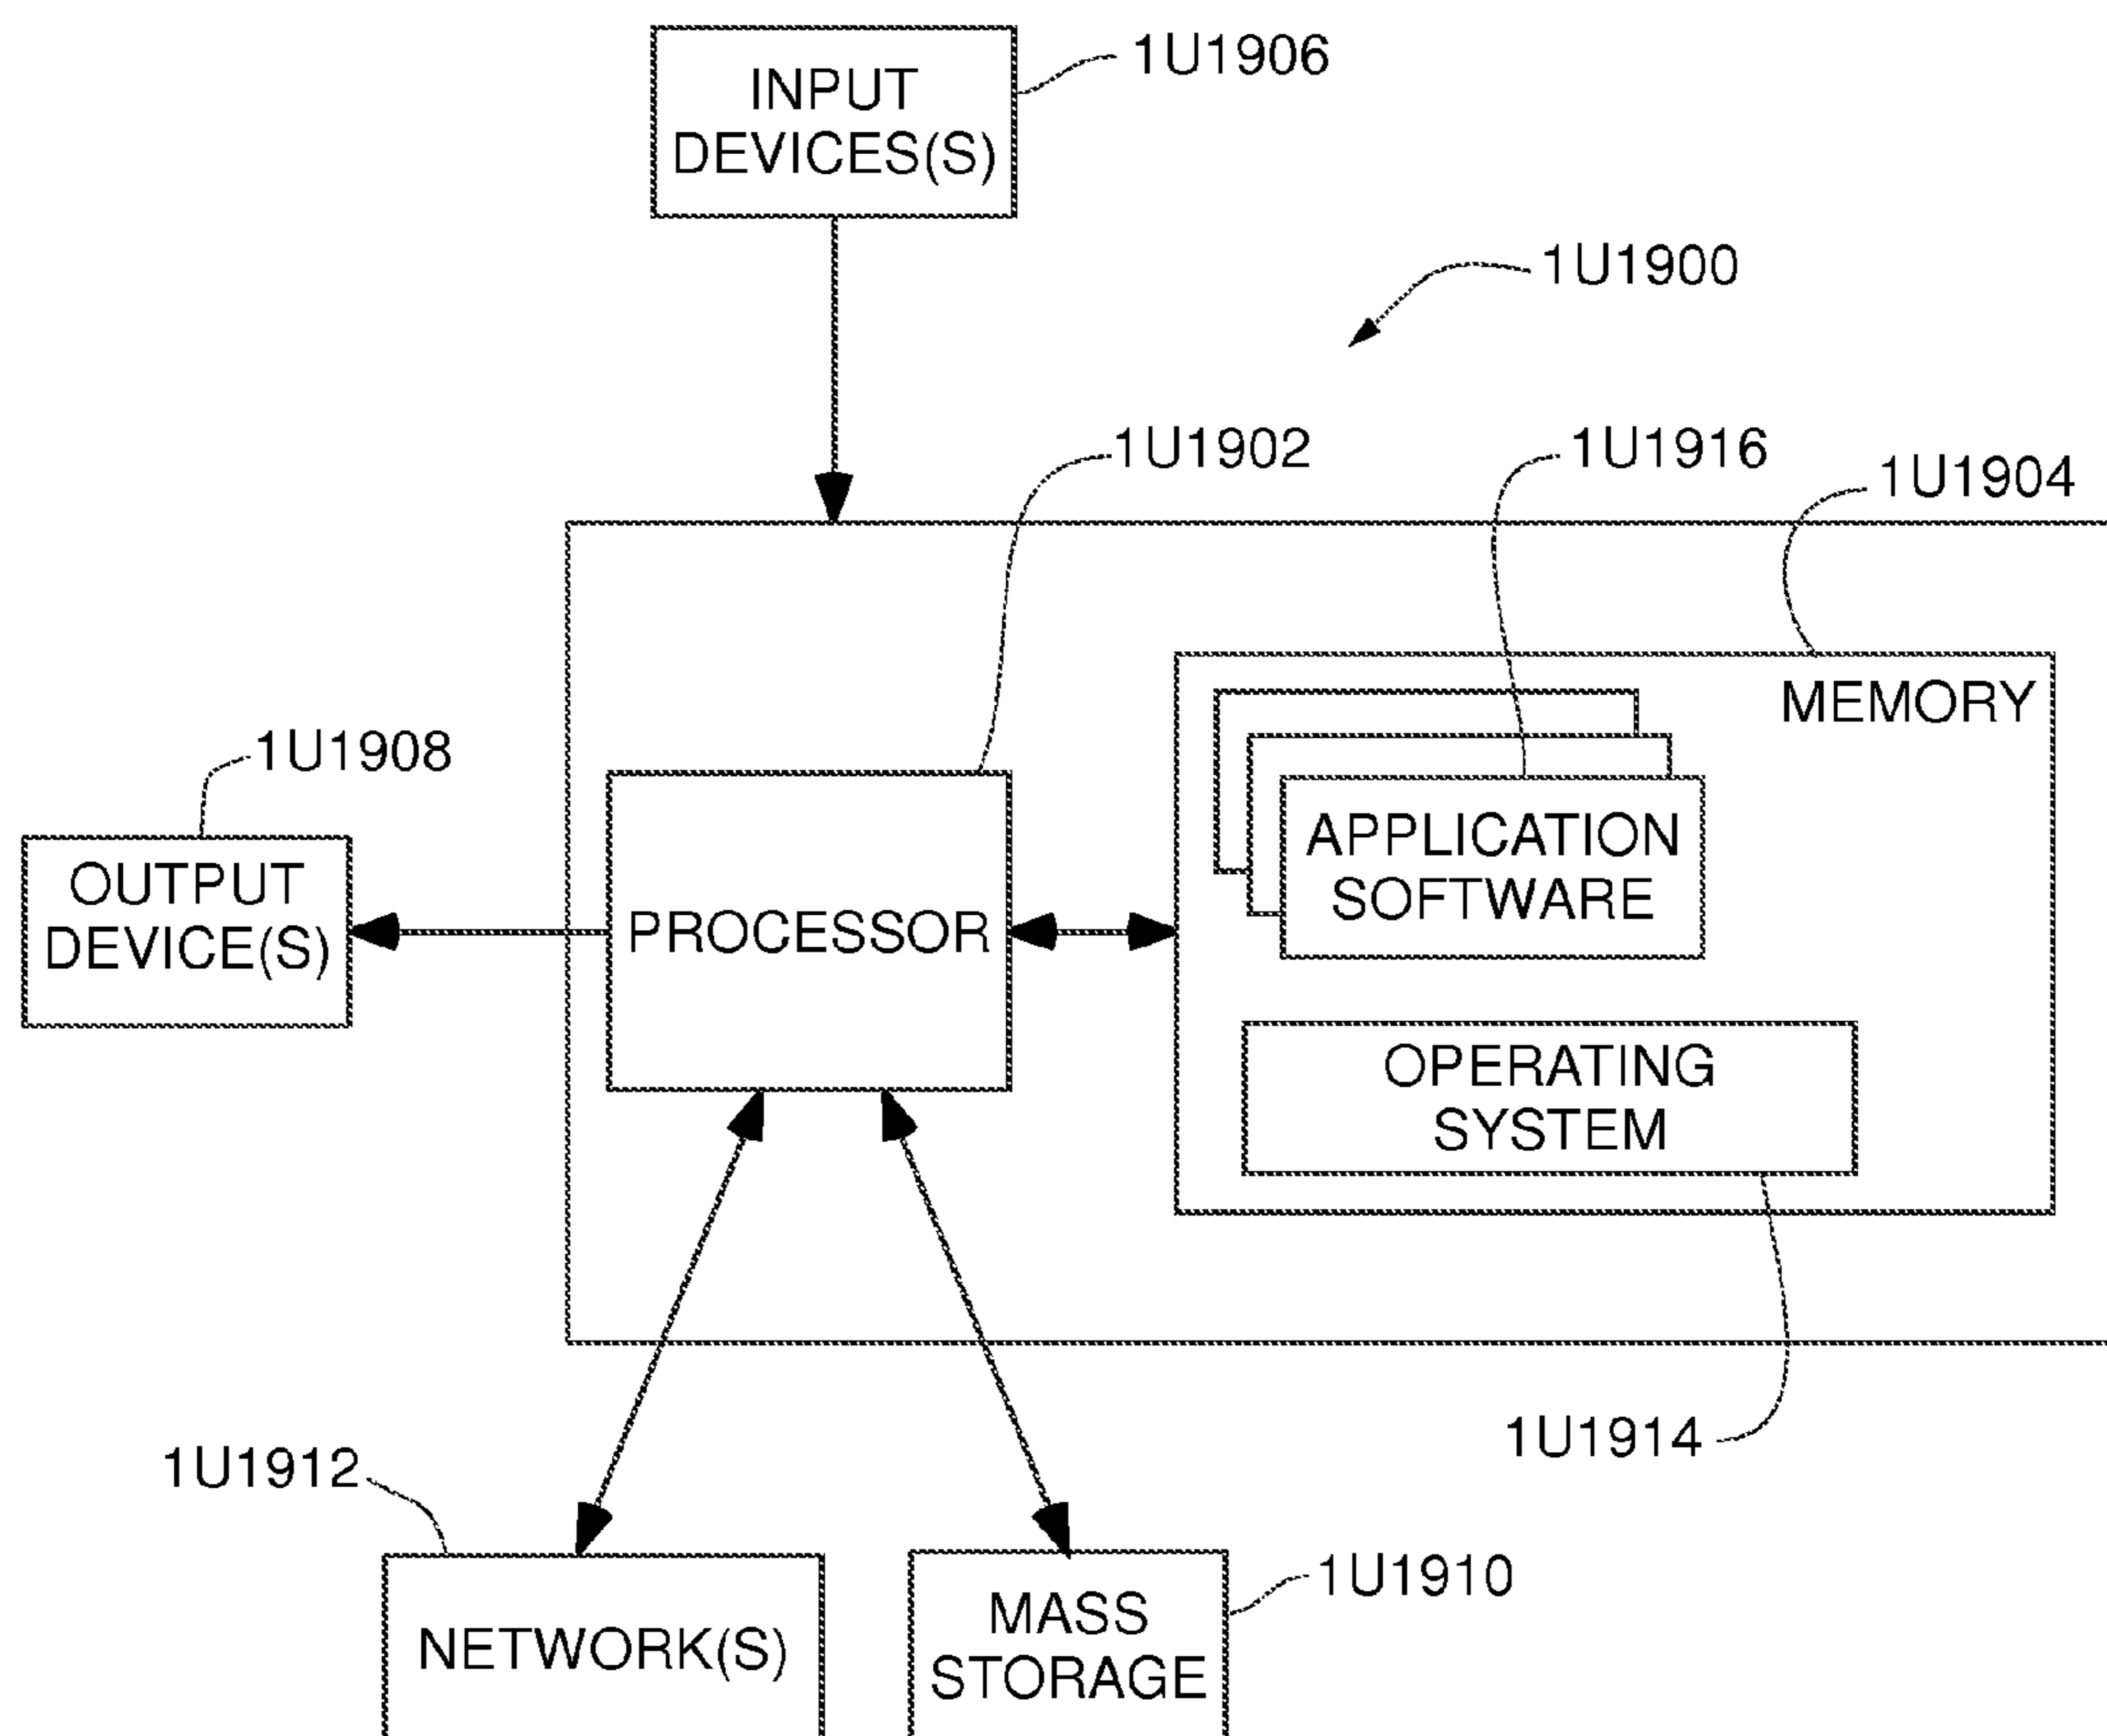 1U1906
INPUT
DEVICES(S)
1U1900
1U1902
1U1916
1U1904
MEMORY
1U1908
OUTPUT
DEVICE(S)
PROCESSOR
APPLICATION
SOFTWARE
OPERATING
SYSTEM
1U1914
1U1912
NETWORK(S)
MASS
STORAGE
1U1910